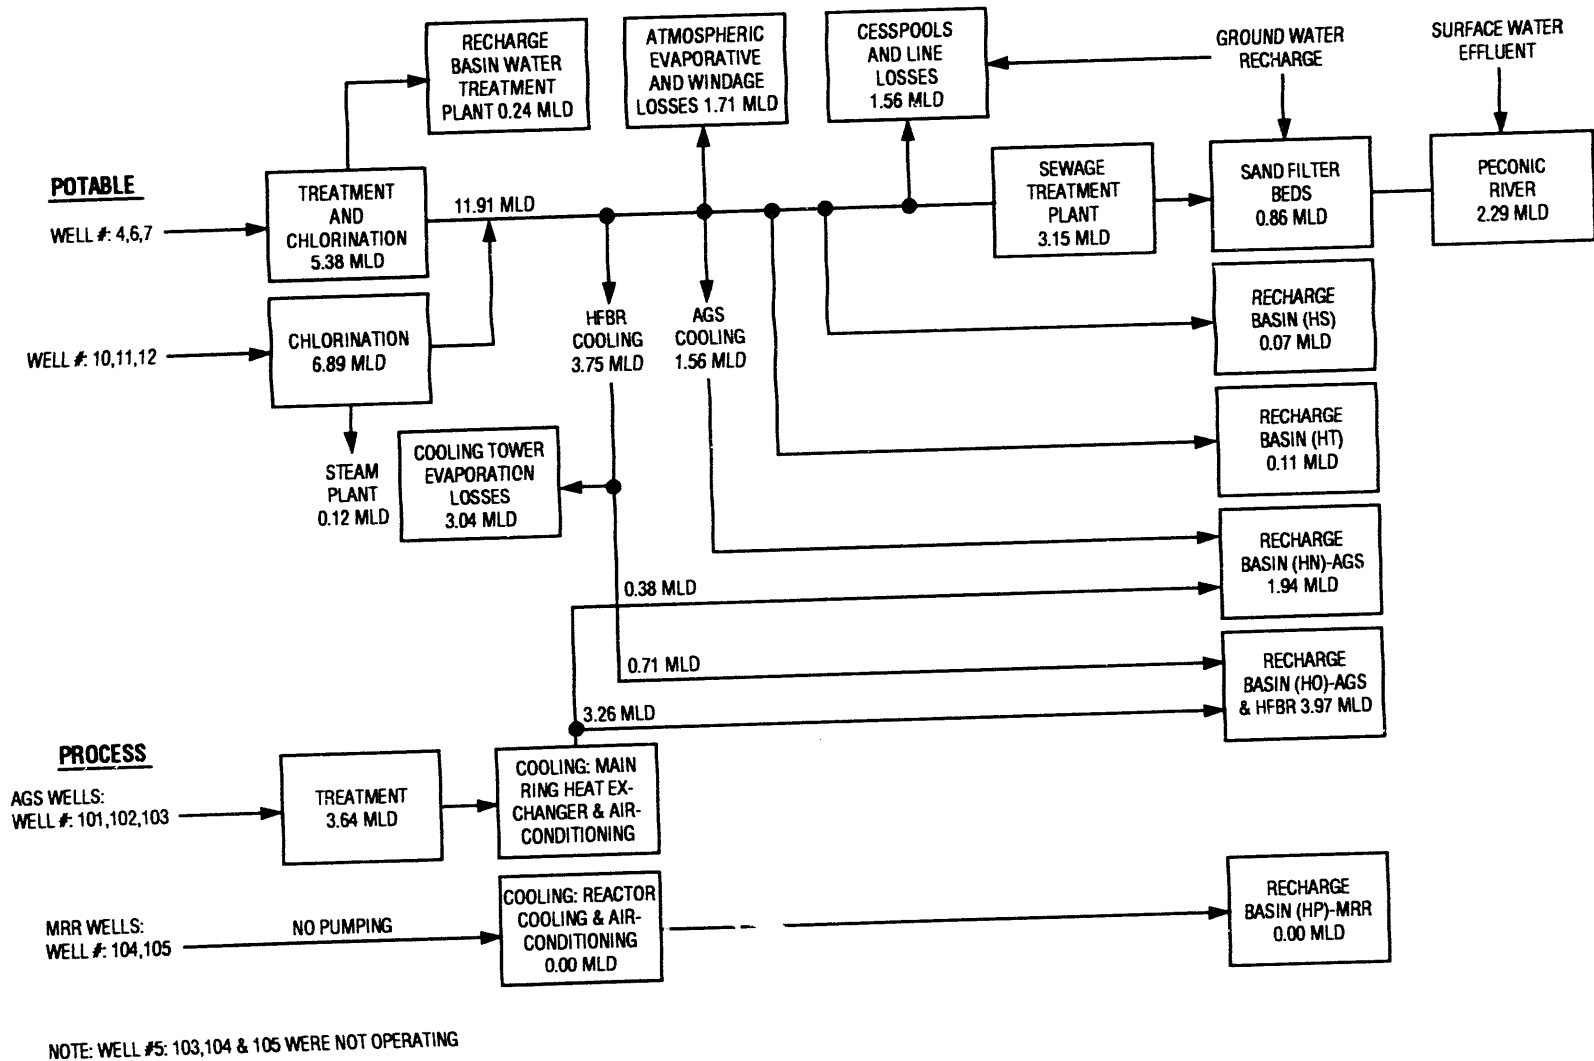 RECHARGE
BASIN WATER
TREATMENT
PLANT 0.24 MLD
ATMOSPHERIC
EVAPORATIVE
AND WINDAGE
LOSSES 1.71 MLD
CESSPOOLS
AND LINE
LOSSES
1.56 MLD
GROUND WATER
RECHARGE
SURFACE WATER
EFFLUENT
POTABLE
WELL #: 4,6,7
TREATMENT
AND
CHLORINATION
5.38 MLD
11.91 MLD
SEWAGE
TREATMENT
PLANT
3.15 MLD
SAND FILTER
BEDS
0.86 MLD
PECONIC
RIVER
2.29 MLD
WELL #: 10,11,12
CHLORINATION
6.89 MLD
HFBR
COOLING
3.75 MLD
AGS
COOLING
1.56 MLD
RECHARGE
BASIN (HS)
0.07 MLD
STEAM
PLANT
0.12 MLD
COOLING TOWER
EVAPORATION
LOSSES
3.04 MLD
RECHARGE
BASIN (HT)
0.11 MLD
0.38 MLD
RECHARGE
BASIN (HN)-AGS
1.94 MLD
0.71 MLD
3.26 MLD
RECHARGE
BASIN (HO)-AGS
& HFBR 3.97 MLD
PROCESS
AGS WELLS:
WELL #: 101,102,103
TREATMENT
3.64 MLD
COOLING: MAIN
RING HEAT EX-
CHANGER & AIR-
CONDITIONING
MRR WELLS:
WELL #: 104,105
NO PUMPING
COOLING: REACTOR
COOLING & AIR-
CONDITIONING
0.00 MLD
RECHARGE
BASIN (HP)-MRR
0.00 MLD
NOTE: WELL #5: 103,104 & 105 WERE NOT OPERATING